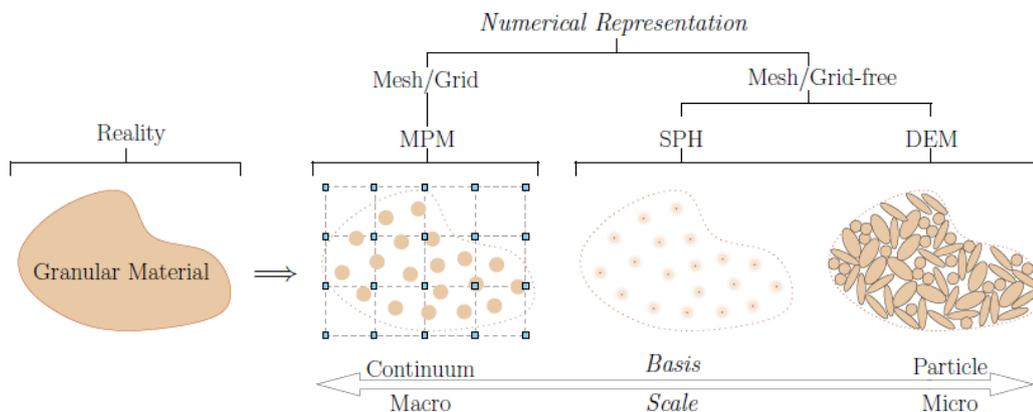 Numerical Representation
Mesh/Grid
Mesh/Grid-free
Reality
MPM
SPH
DEM
Granular Material
Continuum
Basis
Particle
Macro
Scale
Micro